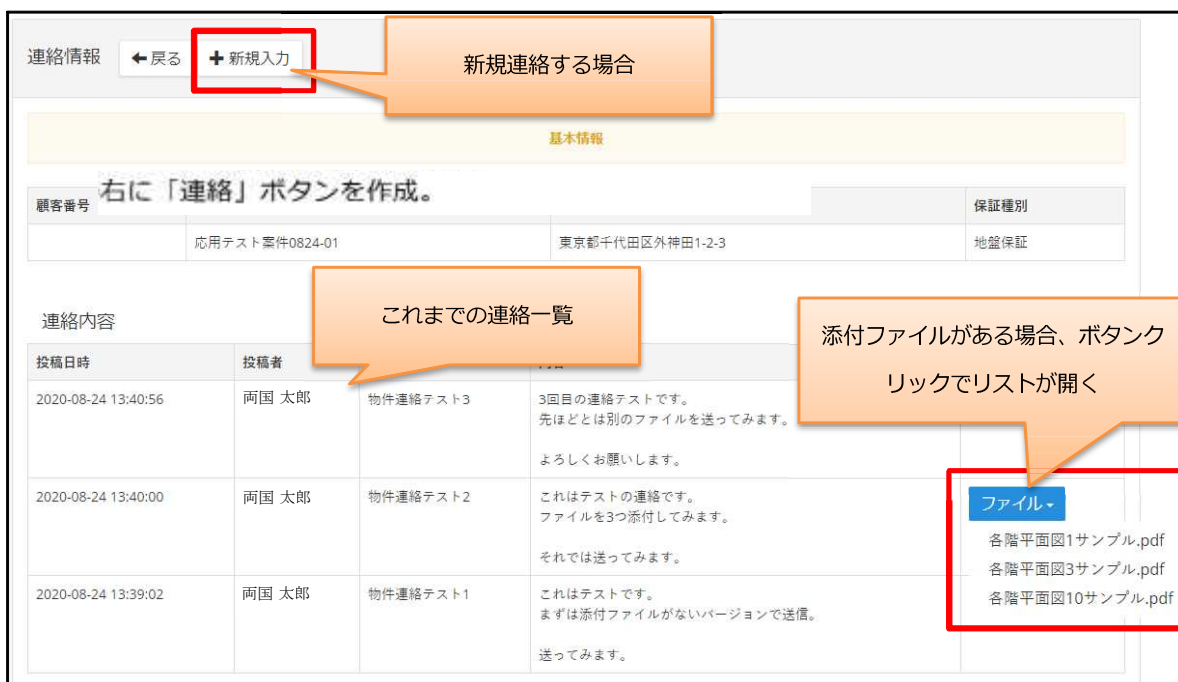 連絡情報 戻る 新規入力
新規連絡する場合
基本情報
右に「連絡」ボタンを作成。
顧客番号 保証種別
応用テスト案件0824-01 東京都千代田区外神田1-2-3 地盤保証
これまでの連絡一覧
連絡内容
添付ファイルがある場合、ボタンク
リックでリストが開く
投稿日時 投稿者
2020-08-24 13:40:56 両国 太郎 物件連絡テスト3 3回目の連絡テストです。
先ほどとは別のファイルを送ってみます。
よろしくお願いします。
2020-08-24 13:40:00 両国 太郎 物件連絡テスト2 これはテストの連絡です。 ファイル
ファイルを3つ添付してみます。
それでは送ってみます。
各階平面図1サンプル.pdf
各階平面図3サンプル.pdf
各階平面図10サンプル.pdf
2020-08-24 13:39:02 両国 太郎 物件連絡テスト1 これはテストです。
まずは添付ファイルがないバージョンで送信。
送ってみます。